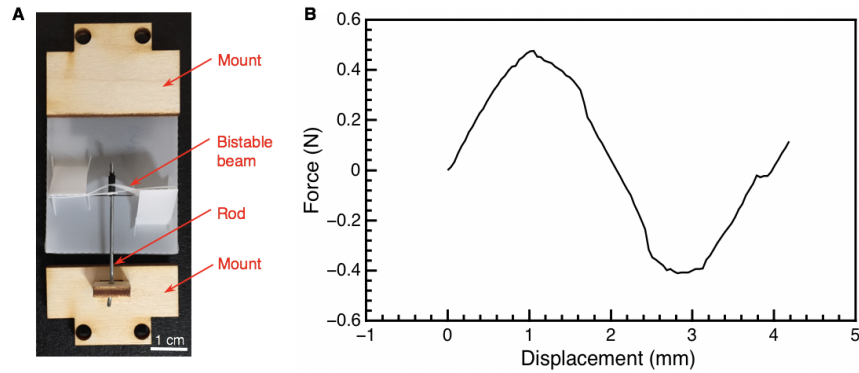 A
Mount
Bistable
beam
Rod
Mount
1 cm
B
0.6
0.4
0.2
0
−0.2
−0.4
−0.6
Force (N)
−1
0
1
2
3
4
5
Displacement (mm)